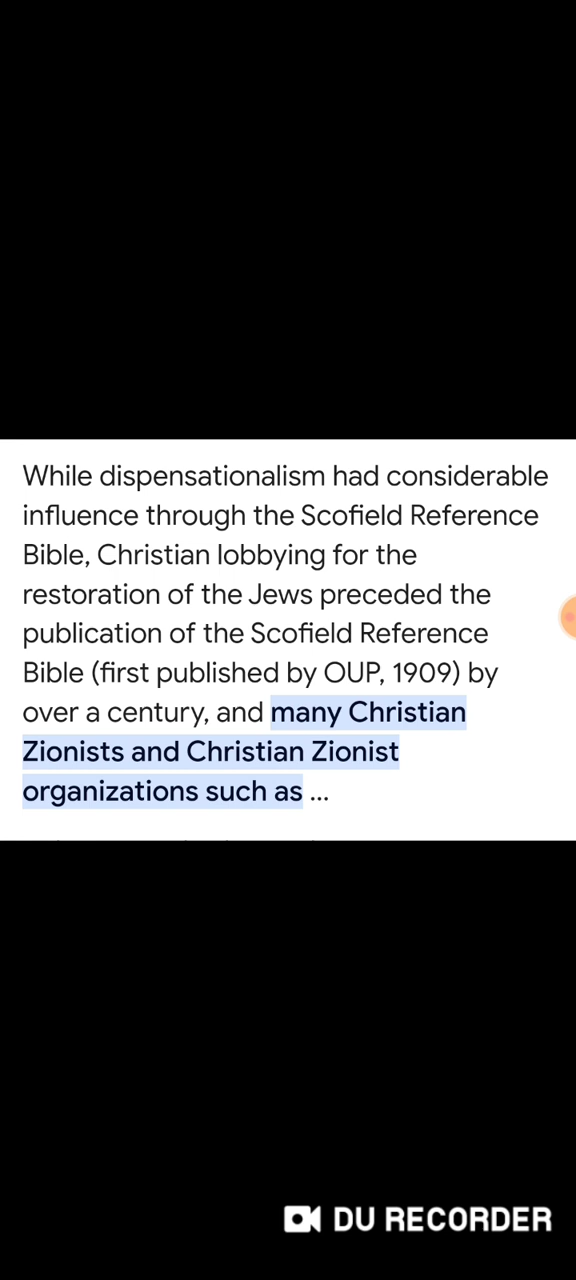 While dispensationalism had considerable
influence through the Scofield Reference
Bible, Christian lobbying for the
restoration of the Jews preceded the
publication of the Scofield Reference
Bible (first published by OUP, 1909) by
over a century, and many Christian
Zionists and Christian Zionist
organizations such as ...
DU RECORDER